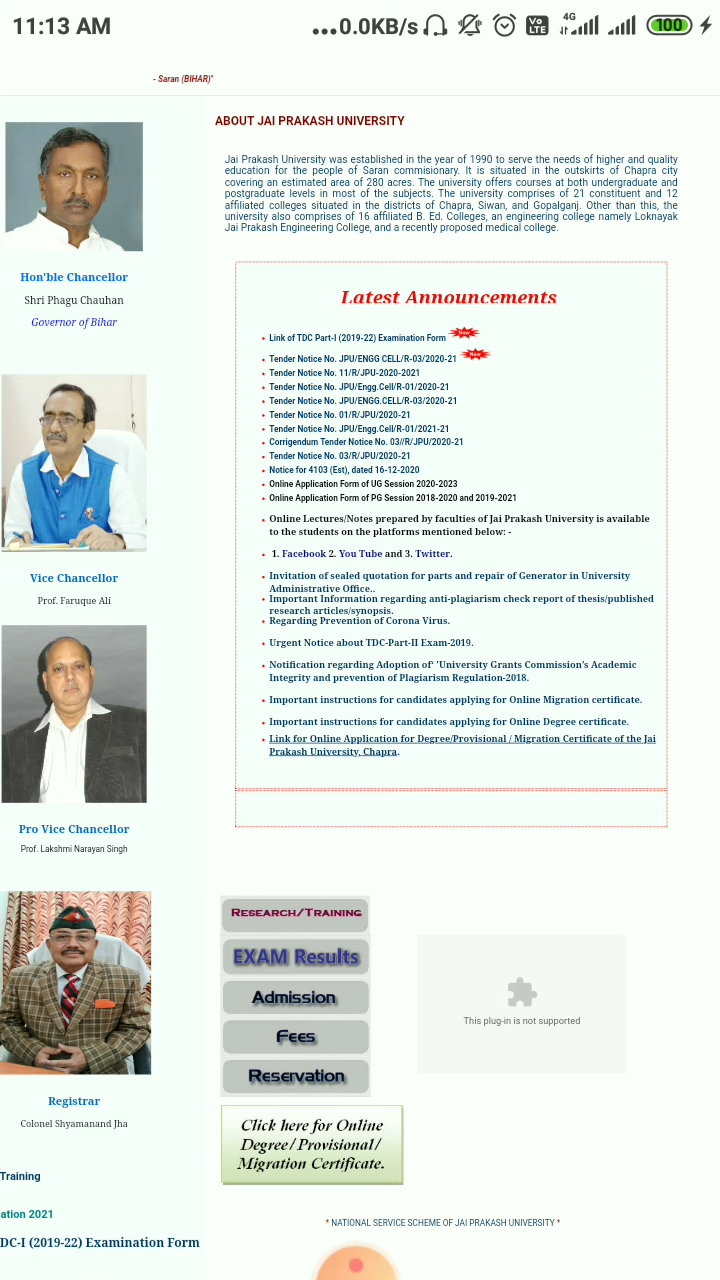 11:13 AM
...0.0KB/s
Vo
LTE
4G
100
- Saran (BIHAR)"
ABOUT JAI PRAKASH UNIVERSITY
Jai Prakash University was established in the year of 1990 to serve the needs of higher and quality
education for the people of Saran commisionary. It is situated in the outskirts of Chapra city
covering an estimated area of 280 acres. The university offers courses at both undergraduate and
postgraduate levels in most of the subjects. The university comprises of 21 constituent and 12
affiliated colleges situated in the districts of Chapra, Siwan, and Gopalganj. Other than this, the
university also comprises of 16 affiliated B. Ed. Colleges, an engineering college namely Loknayak
Jai Prakash Engineering College, and a recently proposed medical college.
Hon'ble Chancellor
Shri Phagu Chauhan
Governor of Bihar
Vice Chancellor
Prof. Faruque Ali
Pro Vice Chancellor
Prof. Lakshmi Narayan Singh
Registrar
Colonel Shyamanand Jha
Training
ation 2021
DC-I (2019-22) Examination Form
Latest Announcements
Link of TDC Part-I (2019-22) Examination Form New
Tender Notice No. JPU/ENGG CELL/R-03/2020-21 New
Tender Notice No. 11/R/JPU-2020-2021
Tender Notice No. JPU/Engg.Cell/R-01/2020-21
Tender Notice No. JPU/ENGG.CELL/R-03/2020-21
Tender Notice No. 01/R/JPU/2020-21
Tender Notice No. JPU/Engg.Cell/R-01/2021-21
Corrigendum Tender Notice No. 03//R/JPU/2020-21
Tender Notice No. 03/R/JPU/2020-21
Notice for 4103 (Est), dated 16-12-2020
Online Application Form of UG Session 2020-2023
Online Application Form of PG Session 2018-2020 and 2019-2021
Online Lectures/Notes prepared by faculties of Jai Prakash University is available
to the students on the platforms mentioned below: -
1. Facebook 2. You Tube and 3. Twitter.
Invitation of sealed quotation for parts and repair of Generator in University
Administrative Office..
Important Information regarding anti-plagiarism check report of thesis/published
research articles/synopsis.
Regarding Prevention of Corona Virus.
Urgent Notice about TDC-Part-II Exam-2019.
Notification regarding Adoption of' 'University Grants Commission's Academic
Integrity and prevention of Plagiarism Regulation-2018.
Important instructions for candidates applying for Online Migration certificate.
Important instructions for candidates applying for Online Degree certificate.
Link for Online Application for Degree/Provisional / Migration Certificate of the Jai
Prakash University, Chapra.
RESEARCH/TRAINING
EXAM Results
Admission
Fees
Reservation
This plug-in is not supported
Click here for Online
Degree/Provisional/
Migration Certificate.
* NATIONAL SERVICE SCHEME OF JAI PRAKASH UNIVERSITY *